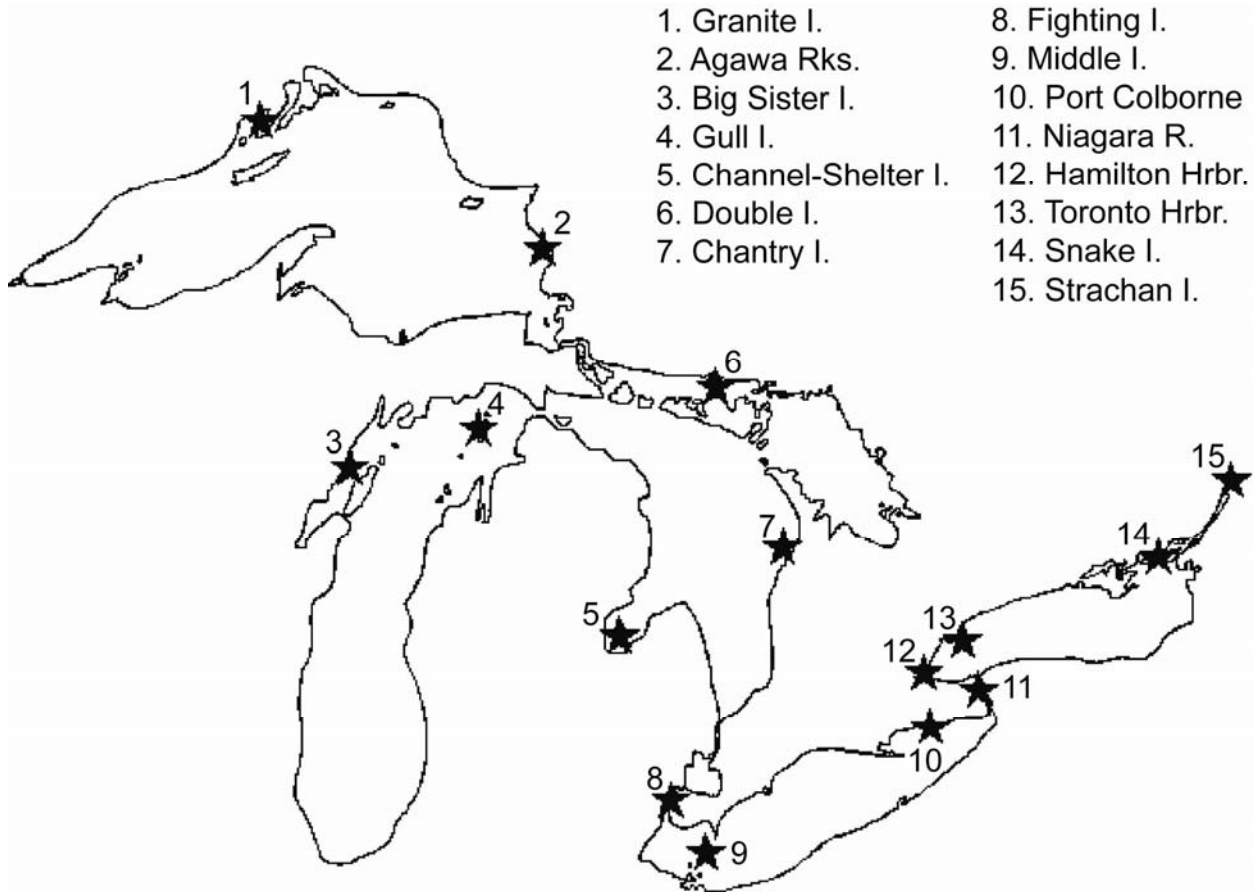 1. Granite I.
2. Agawa Rks.
3. Big Sister I.
4. Gull I.
5. Channel-Shelter I.
6. Double I.
7. Chantry I.
8. Fighting I.
9. Middle I.
10. Port Colborne
11. Niagara R.
12. Hamilton Hrbr.
13. Toronto Hrbr.
14. Snake I.
15. Strachan I.
1
2
6
4
3
15
7
14
5
13
12
11
10
8
9